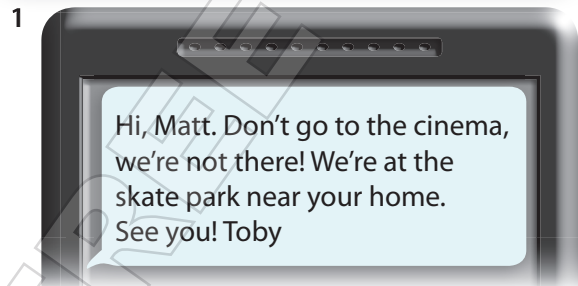 1
Hi, Matt. Don't go to the cinema,
we're not there! We're at the
skate park near your home.
See you! Toby